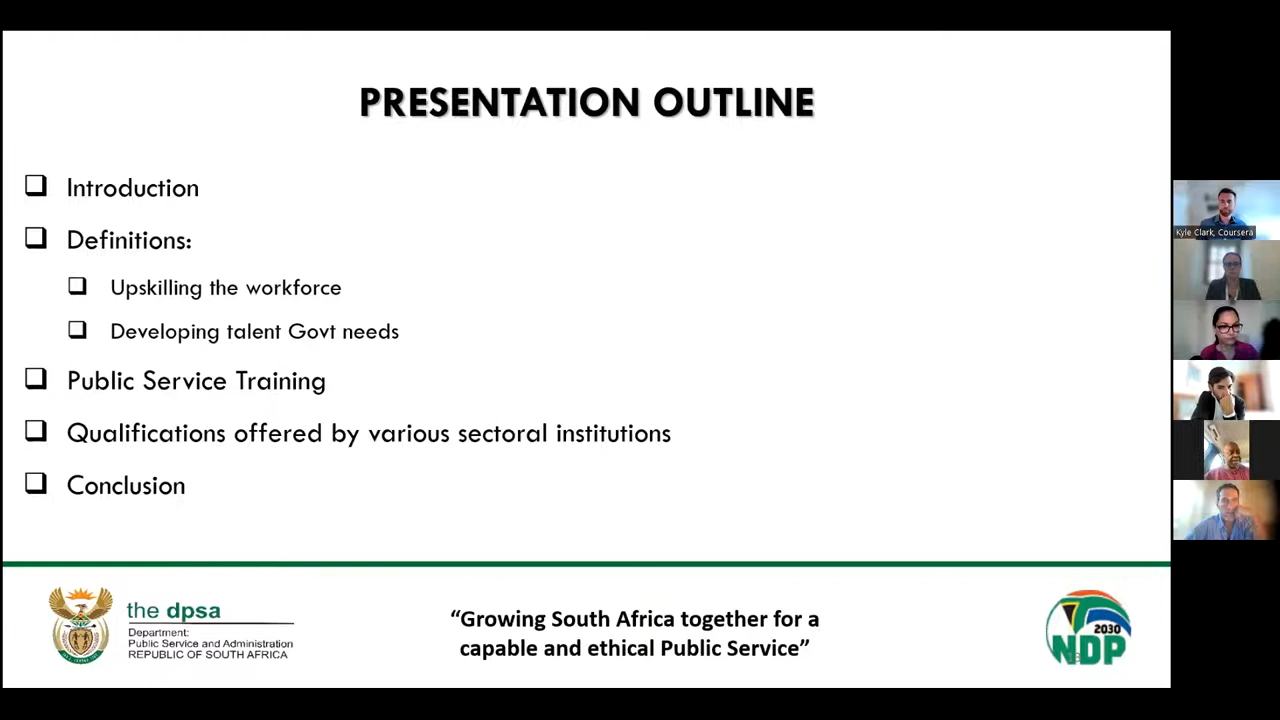 PRESENTATION OUTLINE
Introduction
Definitions:
Upskilling the workforce
Developing talent Govt needs
Public Service Training
Qualifications offered by various sectoral institutions
Conclusion
the dpsa
Department:
Public Service and Administration
REPUBLIC OF SOUTH AFRICA
“Growing South Africa together for a
capable and ethical Public Service”
2030
NDP
Kyle Clark, Coursera